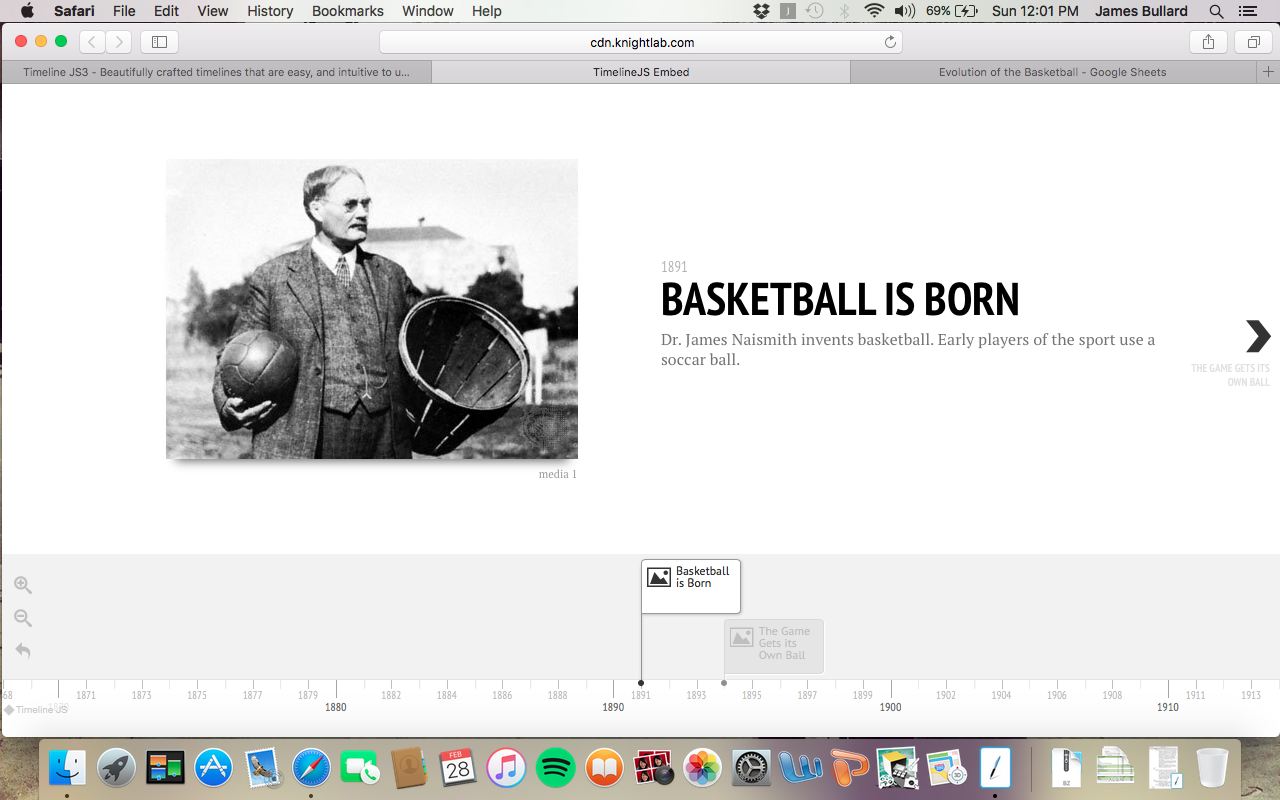 Safari File Edit View History Bookmarks Window Help 69% Sun 12:01 PM James Bullard
cdn.knightlab.com
Timeline JS3 - Beautifully crafted timelines that are easy, and intuitive to u...
TimelineJS Embed
Evolution of the Basketball - Google Sheets
1891
BASKETBALL IS BORN
Dr. James Naismith invents basketball. Early players of the sport use a
soccar ball.
THE GAME GETS ITS
OWN BALL
media 1
Basketball
is Born
The Game
Gets its
Own Ball
68 1871 1873 1875 1877 1879 1882 1884 1886 1888 1891 1893 1895 1897 1899 1902 1904 1906 1908 1911 1913
Timeline JS 1870 1880 1890 1900 1910
FEB
28